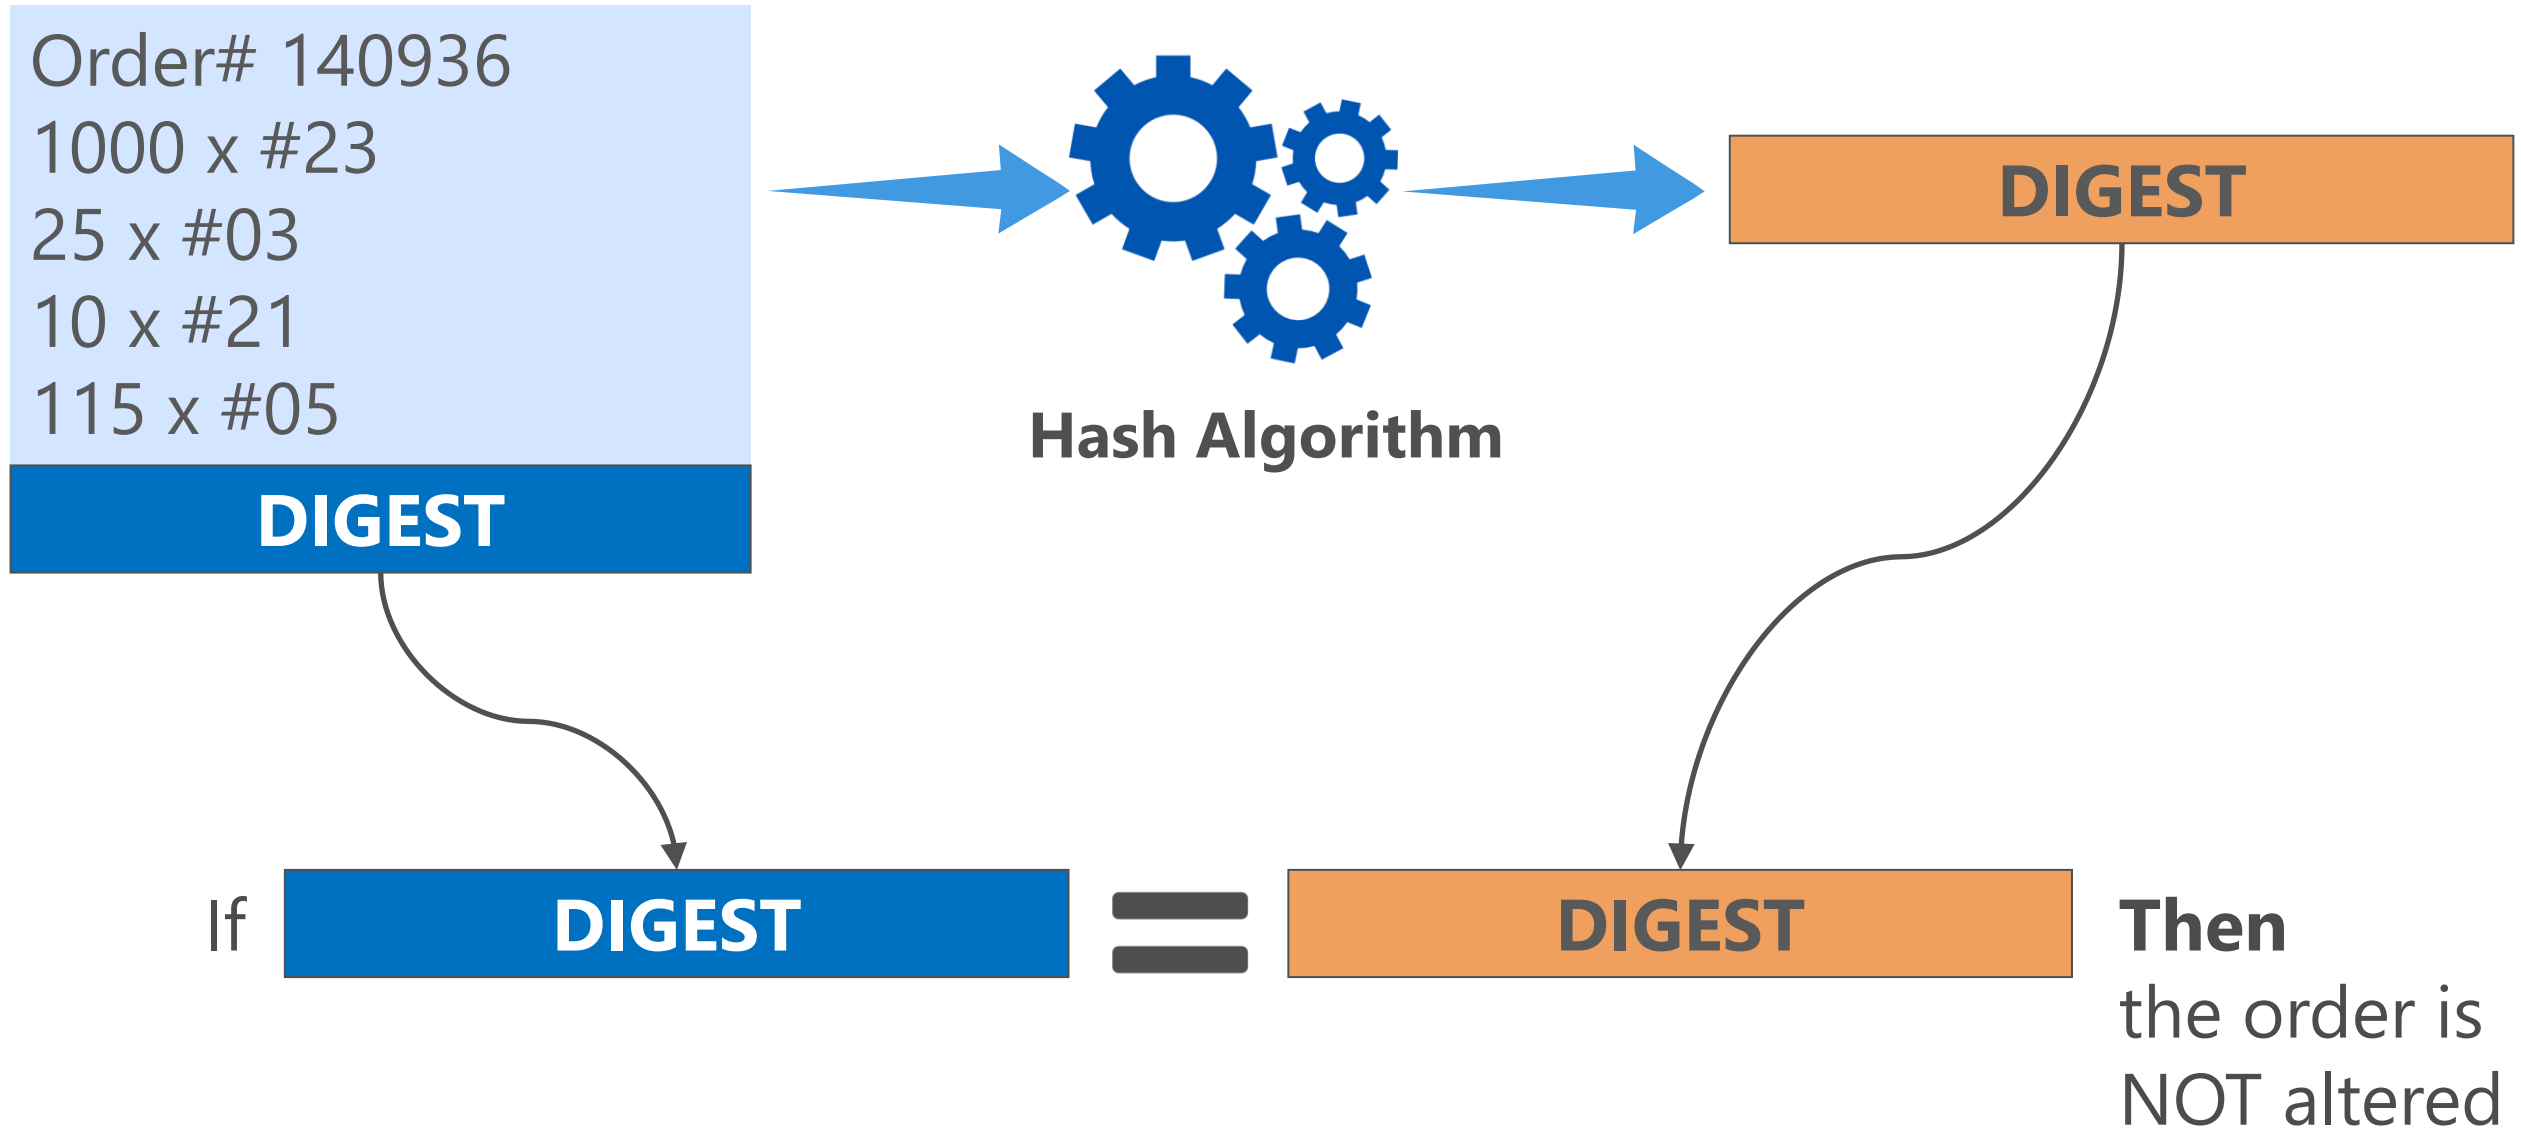 Order# 140936
1000 x #23
25 x #03
10 x #21
115 x #05
DIGEST
Hash Algorithm
DIGEST
If
DIGEST
=
DIGEST
Then
the order is
NOT altered